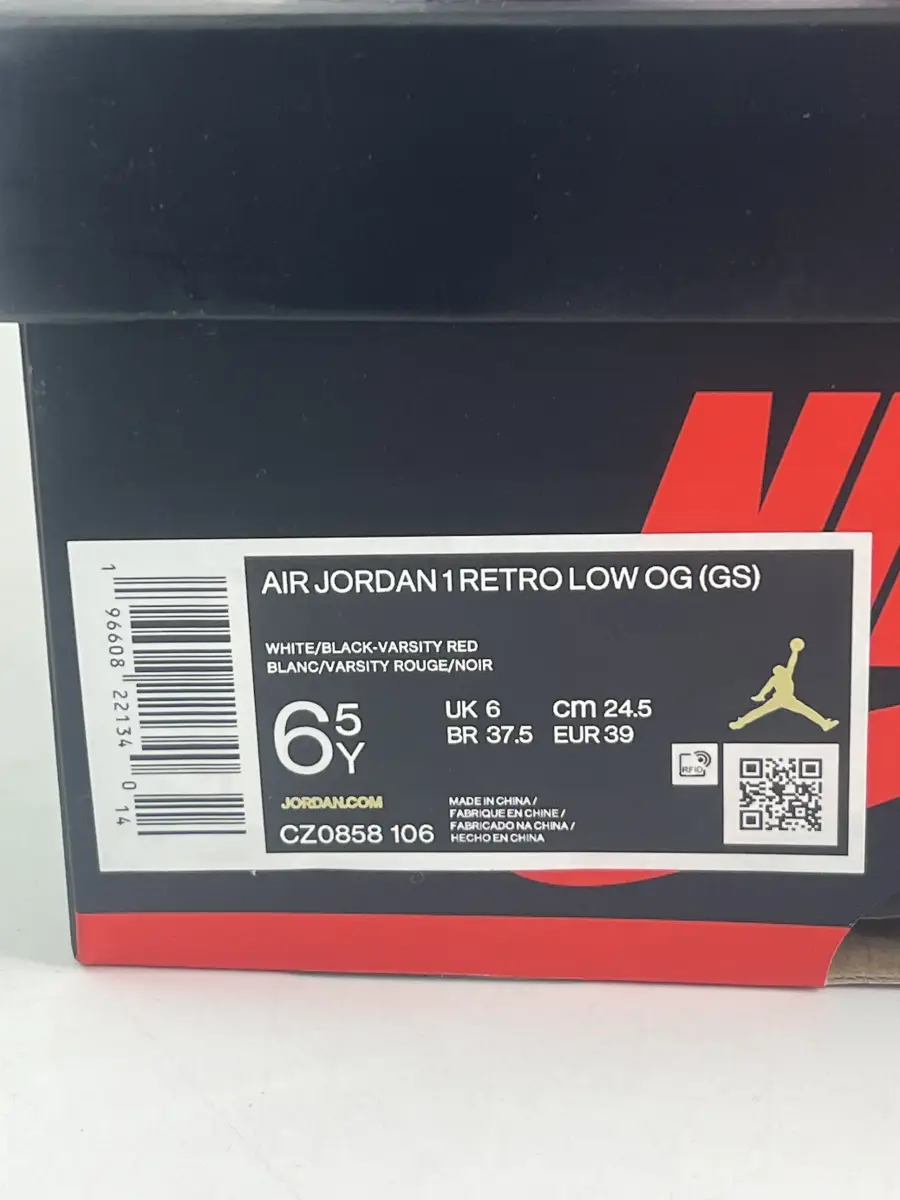 AIR JORDAN 1 RETRO LOW OG (GS)
WHITE/BLACK-VARSITY RED
BLANC/VARSITY ROUGE/NOIR
6 5 Y
UK 6 cm 24.5
BR 37.5 EUR 39
RFID
JORDAN.COM
CZ0858 106
MADE IN CHINA /
FABRIQUE EN CHINE /
FABRICADO NA CHINA /
HECHO EN CHINA
1 96608 22134 0 14